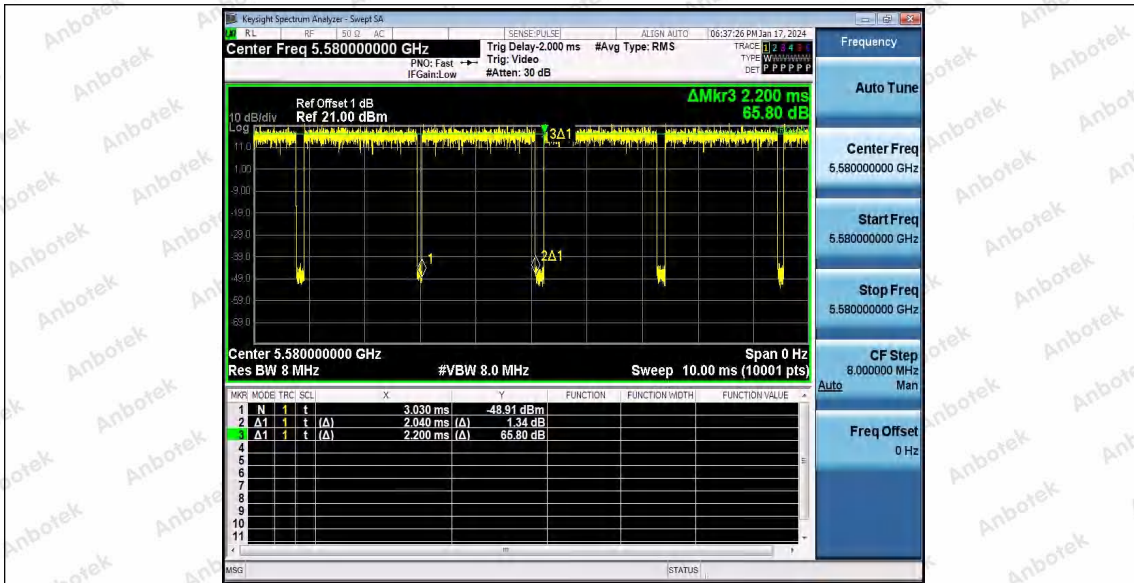 Keysight Spectrum Analyzer - Swept SA
RL RF 50 Ω AC SENSE:PULSE ALIGN AUTO 06:37:26 PM Jan 17, 2024
Center Freq 5.580000000 GHz
Trig Delay-2.000 ms #Avg Type: RMS
TRACE 1 2 3 4 5 6
PNO: Fast Trig: Video
TYPE WWWWWW
IFGain:Low #Atten: 30 dB
DET P P P P P P
Frequency
Auto Tune
ΔMkr3 2.200 ms
65.80 dB
Ref Offset 1 dB
10 dB/div Ref 21.00 dBm
Log
11.0
1.00
-9.00
-19.0
-29.0
-39.0
-49.0
-59.0
-69.0
3Δ1
1
2Δ1
Center 5.580000000 GHz Span 0 Hz
Res BW 8 MHz #VBW 8.0 MHz Sweep 10.00 ms (10001 pts)
Center Freq
5.580000000 GHz
Start Freq
5.580000000 GHz
Stop Freq
5.580000000 GHz
CF Step
8.000000 MHz
Auto Man
Freq Offset
0 Hz
MKR MODE TRC SCL X Y FUNCTION FUNCTION WIDTH FUNCTION VALUE
1 N 1 t 3.030 ms -48.91 dBm
2 Δ1 1 t (Δ) 2.040 ms (Δ) 1.34 dB
3 Δ1 1 t (Δ) 2.200 ms (Δ) 65.80 dB
4
5
6
7
8
9
10
11
MSG STATUS
Anbotek